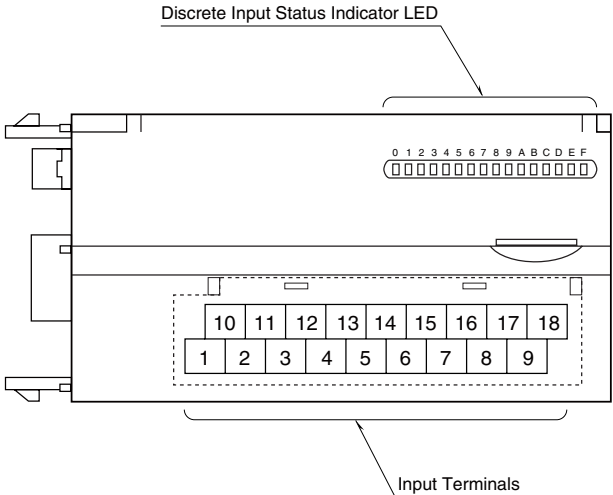 Discrete Input Status Indicator LED
0 1 2 3 4 5 6 7 8 9 A B C D E F
10 11 12 13 14 15 16 17 18
1 2 3 4 5 6 7 8 9
Input Terminals